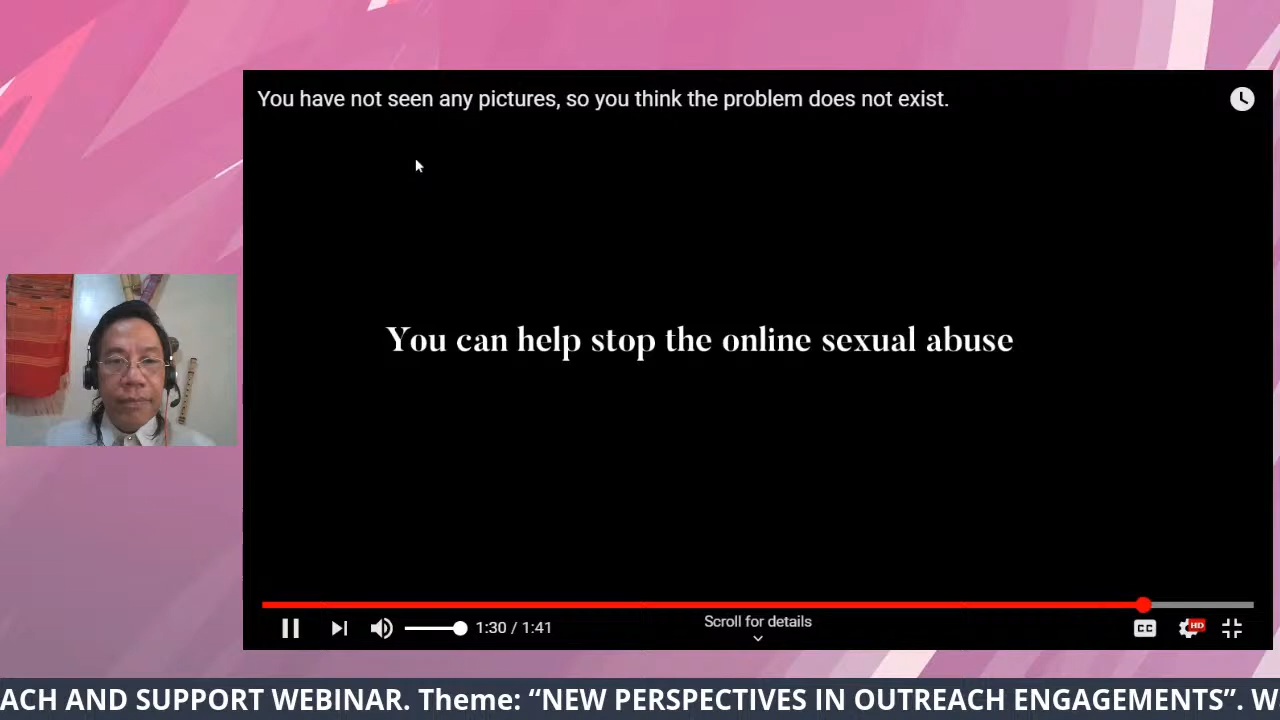 You have not seen any pictures, so you think the problem does not exist.
You can help stop the online sexual abuse
1:30 / 1:41
Scroll for details
CC
HD
ACH AND SUPPORT WEBINAR. Theme: “NEW PERSPECTIVES IN OUTREACH ENGAGEMENTS”. W